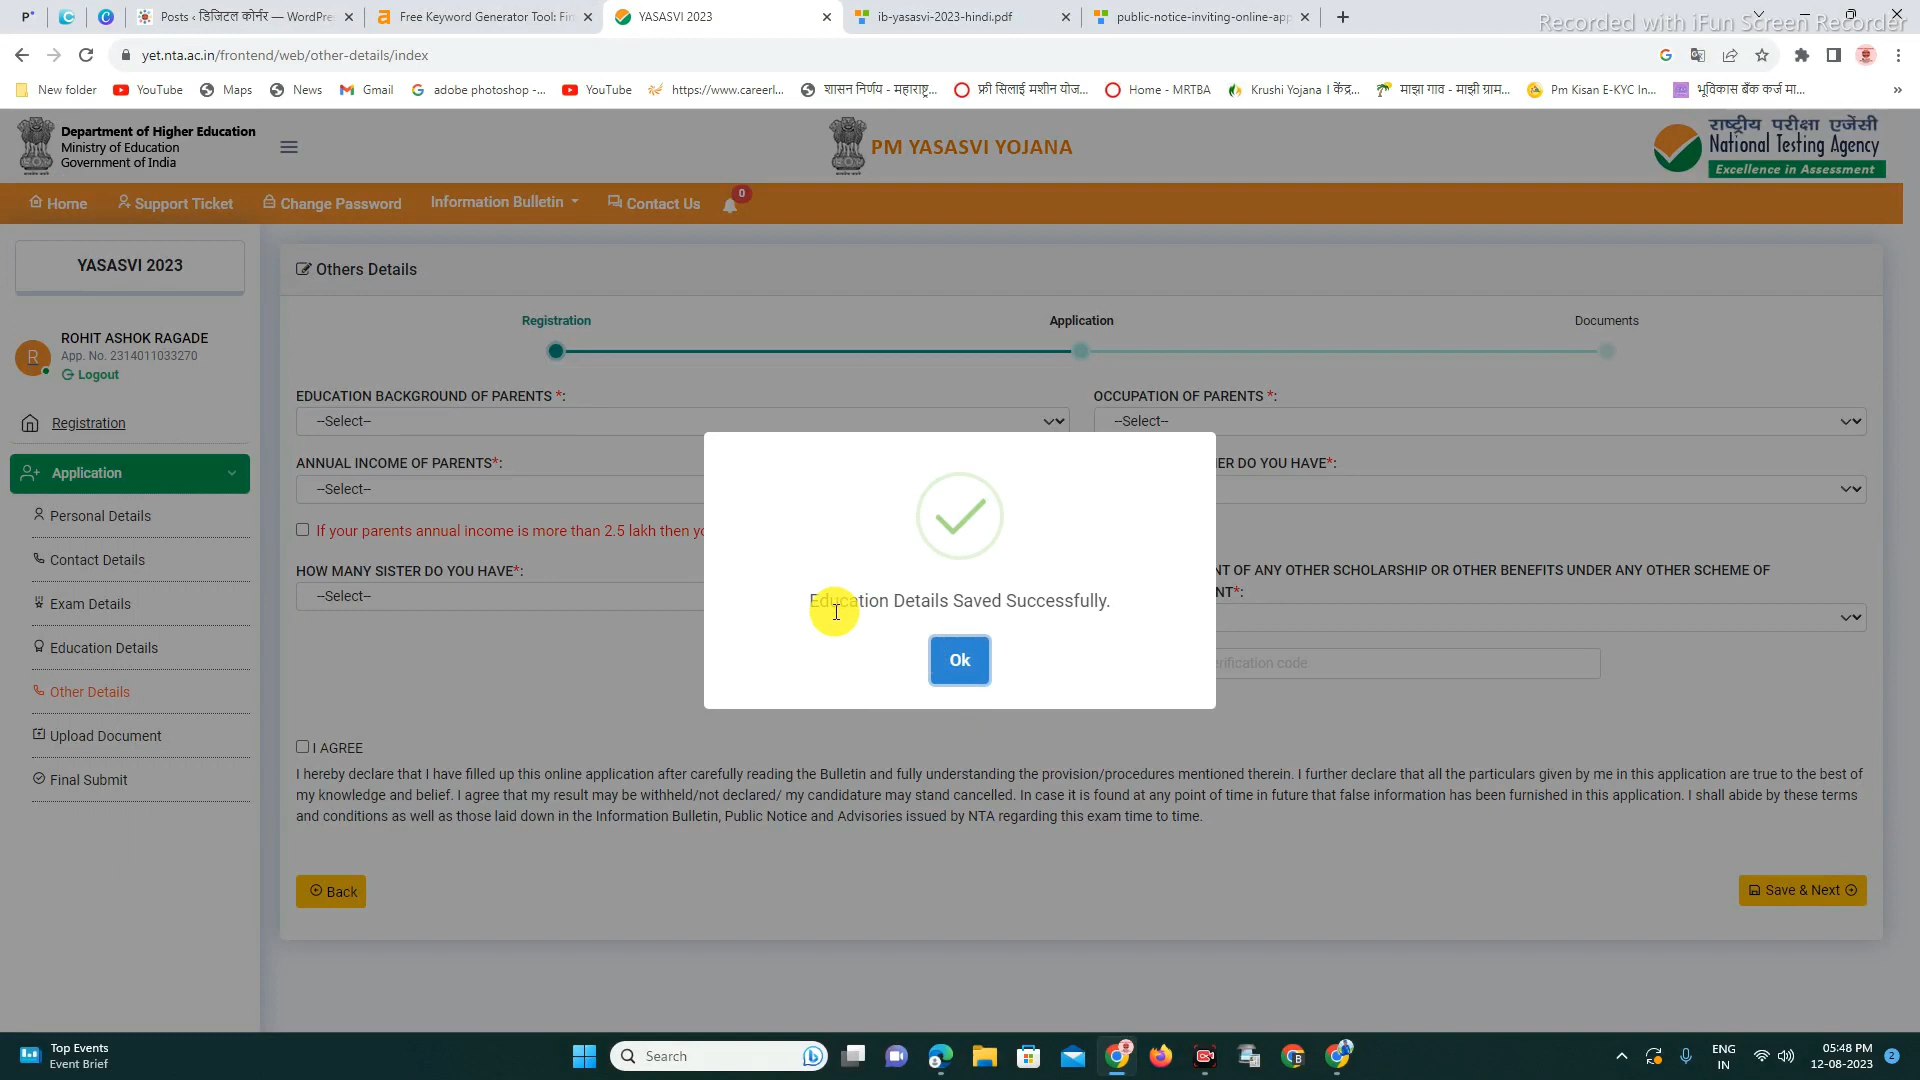 Recorded with iFun Screen Recorder
Posts ‹ डिजिटल कॉर्नर — WordPre
Free Keyword Generator Tool: Fin
YASASVI 2023
ib-yasasvi-2023-hindi.pdf
public-notice-inviting-online-app
yet.nta.ac.in/frontend/web/other-details/index
New folder
YouTube
Maps
News
Gmail
adobe photoshop -...
YouTube
https://www.careerl...
शासन निर्णय - महाराष्ट्र...
फ्री सिलाई मशीन योज...
Home - MRTBA
Krushi Yojana । केंद्र...
माझा गाव - माझी ग्राम...
Pm Kisan E-KYC In...
भूविकास बँक कर्ज मा...
Department of Higher Education
Ministry of Education
Government of India
PM YASASVI YOJANA
राष्ट्रीय परीक्षा एजेंसी
National Testing Agency
Excellence in Assessment
Home
Support Ticket
Change Password
Information Bulletin
Contact Us
0
YASASVI 2023
R
ROHIT ASHOK RAGADE
App. No. 2314011033270
Logout
Registration
Application
Personal Details
Contact Details
Exam Details
Education Details
Other Details
Upload Document
Final Submit
Others Details
Registration
Application
Documents
EDUCATION BACKGROUND OF PARENTS *:
--Select--
OCCUPATION OF PARENTS *:
--Select--
ANNUAL INCOME OF PARENTS*:
--Select--
ER DO YOU HAVE*:
If your parents annual income is more than 2.5 lakh then yo
HOW MANY SISTER DO YOU HAVE*:
--Select--
NT OF ANY OTHER SCHOLARSHIP OR OTHER BENEFITS UNDER ANY OTHER SCHEME OF
NT*:
erification code
Education Details Saved Successfully.
Ok
I AGREE
I hereby declare that I have filled up this online application after carefully reading the Bulletin and fully understanding the provision/procedures mentioned therein. I further declare that all the particulars given by me in this application are true to the best of
my knowledge and belief. I agree that my result may be withheld/not declared/ my candidature may stand cancelled. In case it is found at any point of time in future that false information has been furnished in this application. I shall abide by these terms
and conditions as well as those laid down in the Information Bulletin, Public Notice and Advisories issued by NTA regarding this exam time to time.
Back
Save & Next
Top Events
Event Brief
Search
ENG
IN
05:48 PM
12-08-2023
2